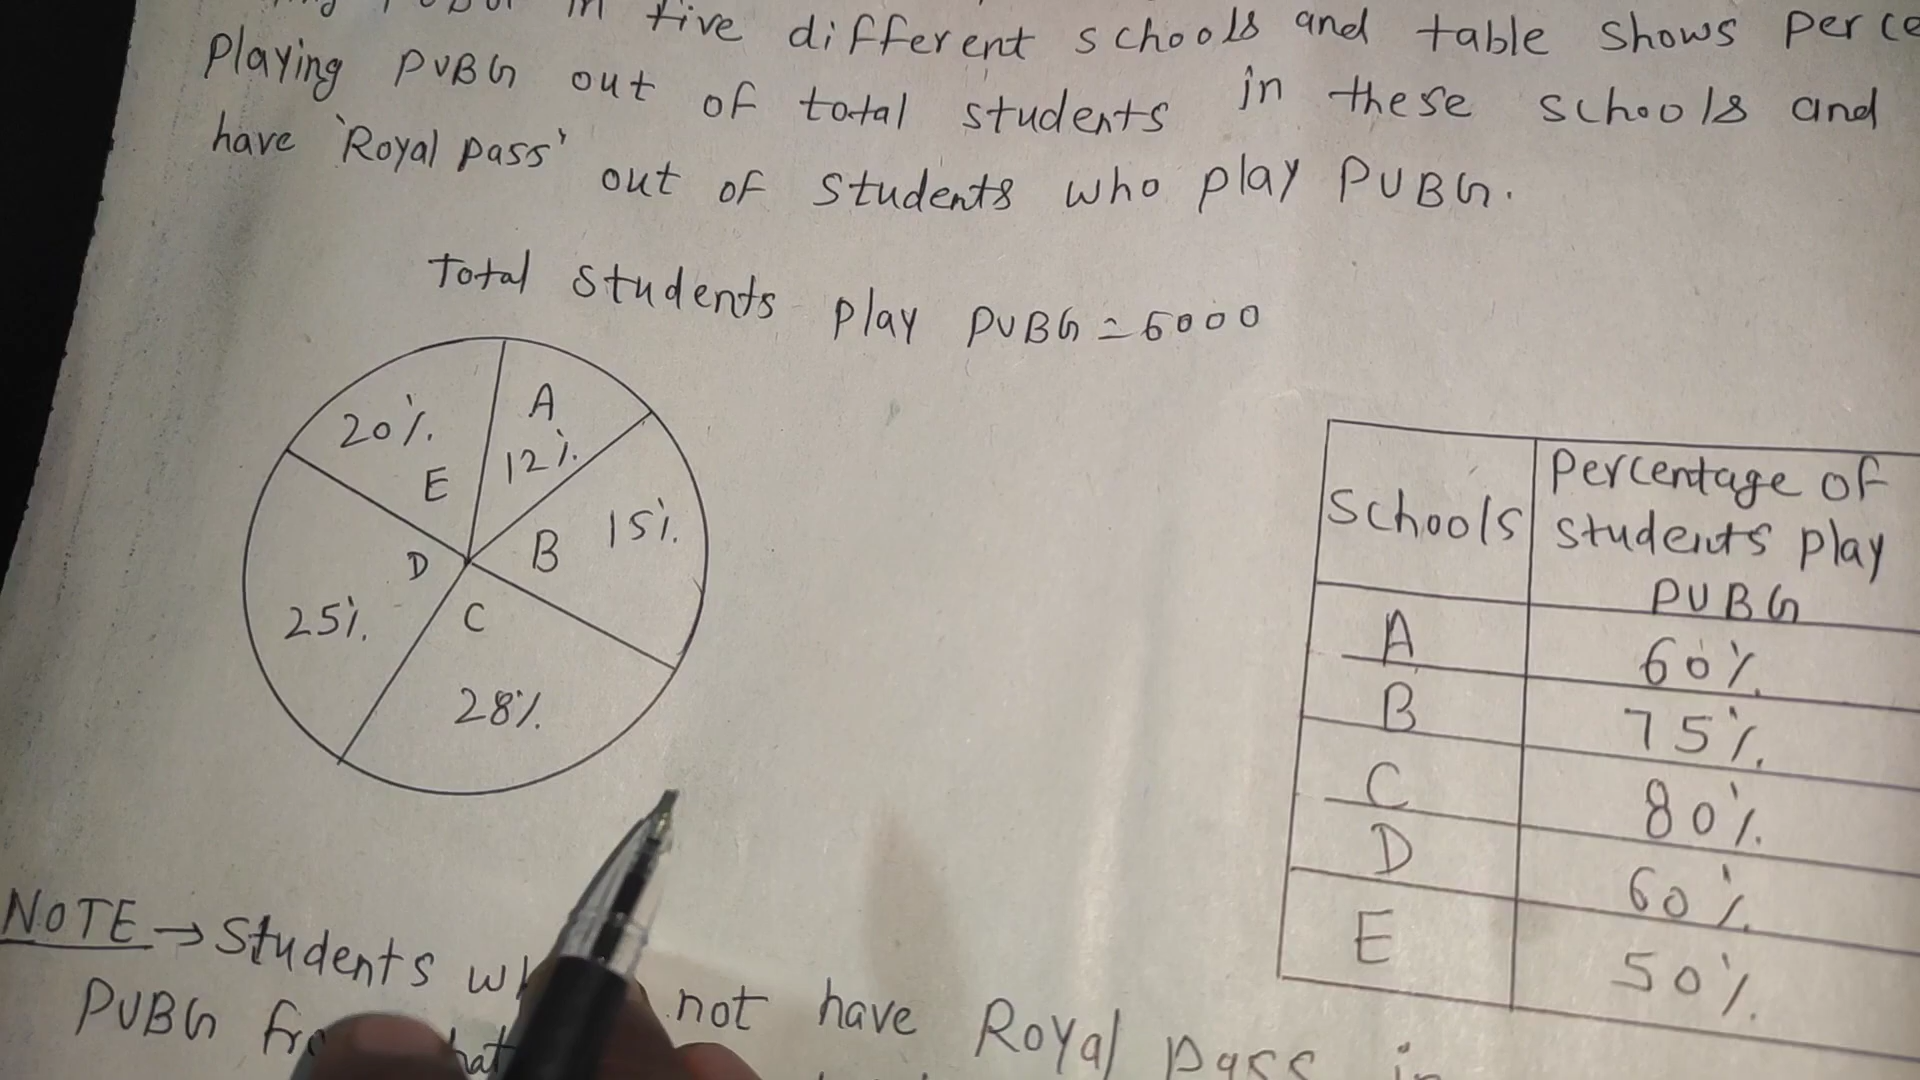 in five different schools and table shows
playing PUBG out of total students in these schools and
have 'Royal pass' out of students who play PUBG.
Total students play PUBG = 6000
A
12%
20%
E
B 15%
D
25%
C
28%
Schools
Percentage of
students play
PUBG
A 60%
B 75%
C 80%
D 60%
E 50%
NOTE → Students not have Royal pass in
PUBG